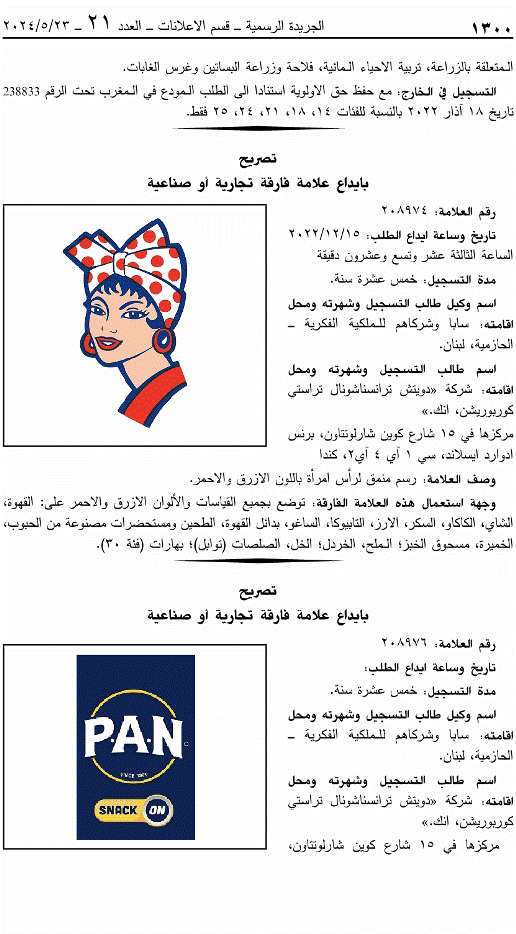 ١٣٠٠
الجريدة الرسمية ـ قسم الاعلانات ـ العدد ٢١ ـ ٢٠٢٤/٥/٢٣
المتعلقة بالزراعة، تربية الاحياء المائية، فلاحة وزراعة البساتين وغرس الغابات.
التسجيل في الخارج: مع حفظ حق الاولوية استنادا الى الطلب المودع في المغرب تحت الرقم 238833
تاريخ ١٨ آذار ٢٠٢٢ بالنسبة للفئات ١٤، ١٨، ٢١، ٢٤، ٢٥ فقط.
تصريح
بايداع علامة فارقة تجارية أو صناعية
رقم العلامة: ٢٠٨٩٧٤
تاريخ وساعة ايداع الطلب: ٢٠٢٢/١٢/١٥
الساعة الثالثة عشر وتسع وعشرون دقيقة
مدة التسجيل: خمس عشرة سنة.
اسم وكيل طالب التسجيل وشهرته ومحل
اقامته: سابا وشركاهم للملكية الفكرية ـ
الحازمية، لبنان.
اسم طالب التسجيل وشهرته ومحل
اقامته: شركة «دويتش ترانسناشونال تراستي
كوربوريشن، انك.»
مركزها في ١٥ شارع كوين شارلوتتاون، برنس
ادوارد ايسلاند، سي ١ آي ٤ آي٢، كندا
وصف العلامة: رسم منمق لرأس امرأة باللون الازرق والاحمر.
وجهة استعمال هذه العلامة الفارقة: توضع بجميع القياسات والألوان الازرق والاحمر على: القهوة،
الشاي، الكاكاو، السكر، الارز، التابيوكا، الساغو، بدائل القهوة، الطحين ومستحضرات مصنوعة من الحبوب،
الخميرة، مسحوق الخبز؛ الملح، الخردل؛ الخل، الصلصات (توابل)؛ بهارات (فئة ٣٠).
تصريح
بايداع علامة فارقة تجارية أو صناعية
رقم العلامة: ٢٠٨٩٧٦
تاريخ وساعة ايداع الطلب:
مدة التسجيل: خمس عشرة سنة.
اسم وكيل طالب التسجيل وشهرته ومحل
اقامته: سابا وشركاهم للملكية الفكرية ـ
الحازمية، لبنان.
اسم طالب التسجيل وشهرته ومحل
اقامته: شركة «دويتش ترانسناشونال تراستي
كوربوريشن، انك.»
مركزها في ١٥ شارع كوين شارلوتتاون،
P.A.N
SINCE
SNACK ON